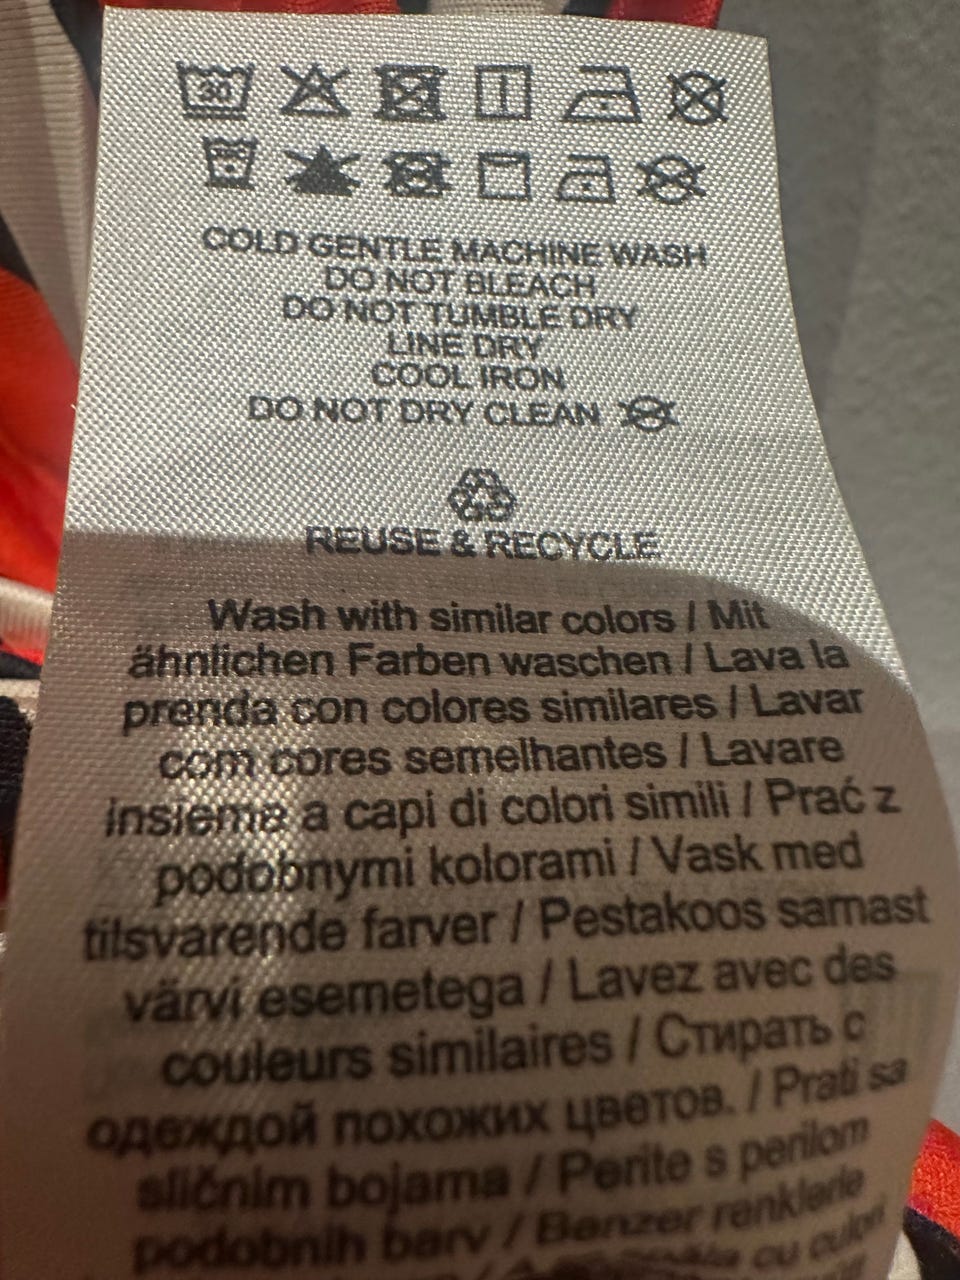 30
COLD GENTLE MACHINE WASH
DO NOT BLEACH
DO NOT TUMBLE DRY
LINE DRY
COOL IRON
DO NOT DRY CLEAN
REUSE & RECYCLE
Wash with similar colors / Mit
ähnlichen Farben waschen / Lava la
prenda con colores similares / Lavar
com cores semelhantes / Lavare
insieme a capi di colori simili / Prać z
podobnymi kolorami / Vask med
tilsvarende farver / Pestakoos samast
värvi esemetega / Lavez avec des
couleurs similaires / Стирать с
одеждой похожих цветов. / Prati sa
sličnim bojama / Perite s perilom
podobnih barv / Benzer renklerle
cu culori